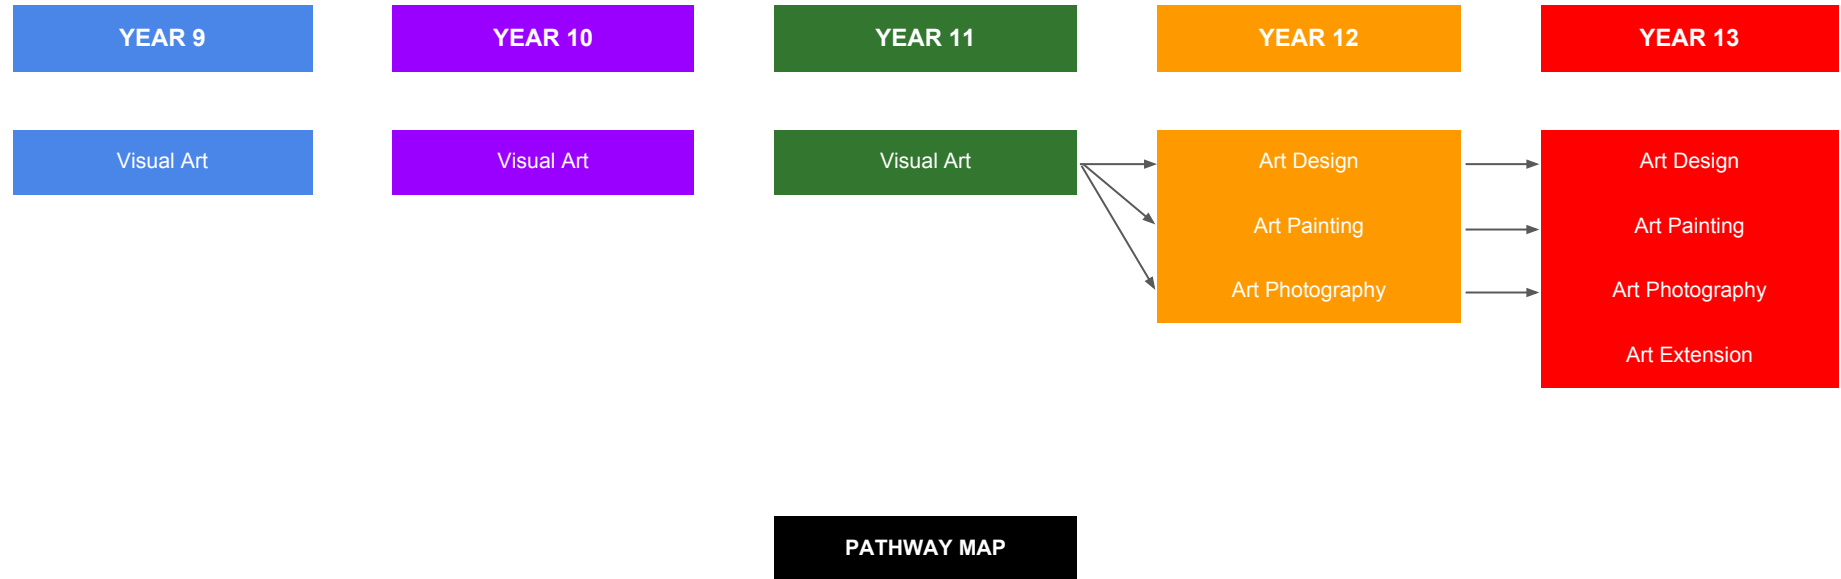 YEAR 9
YEAR 10
YEAR 11
YEAR 12
YEAR 13
Visual Art
Visual Art
Visual Art
Art Design
Art Design
Art Painting
Art Painting
Art Photography
Art Photography
Art Extension
PATHWAY MAP